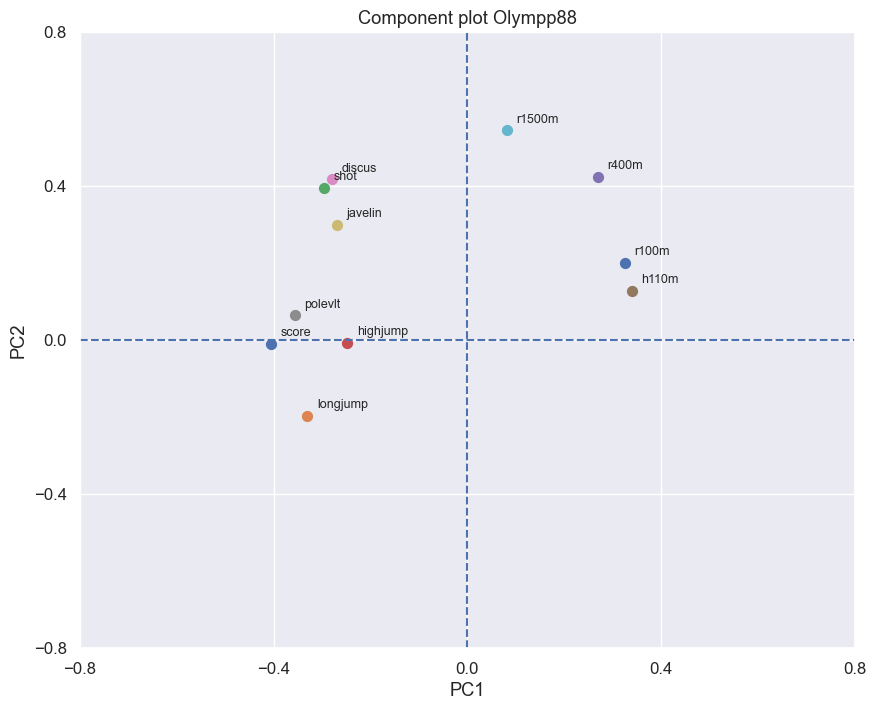 Component plot Olympp88
0.8
r1500m
r400m
discus
shot
0.4
javelin
r100m
h110m
polevlt
score
highjump
0.0
PC2
longjump
−0.4
−0.8
−0.8
−0.4
0.0
0.4
0.8
PC1